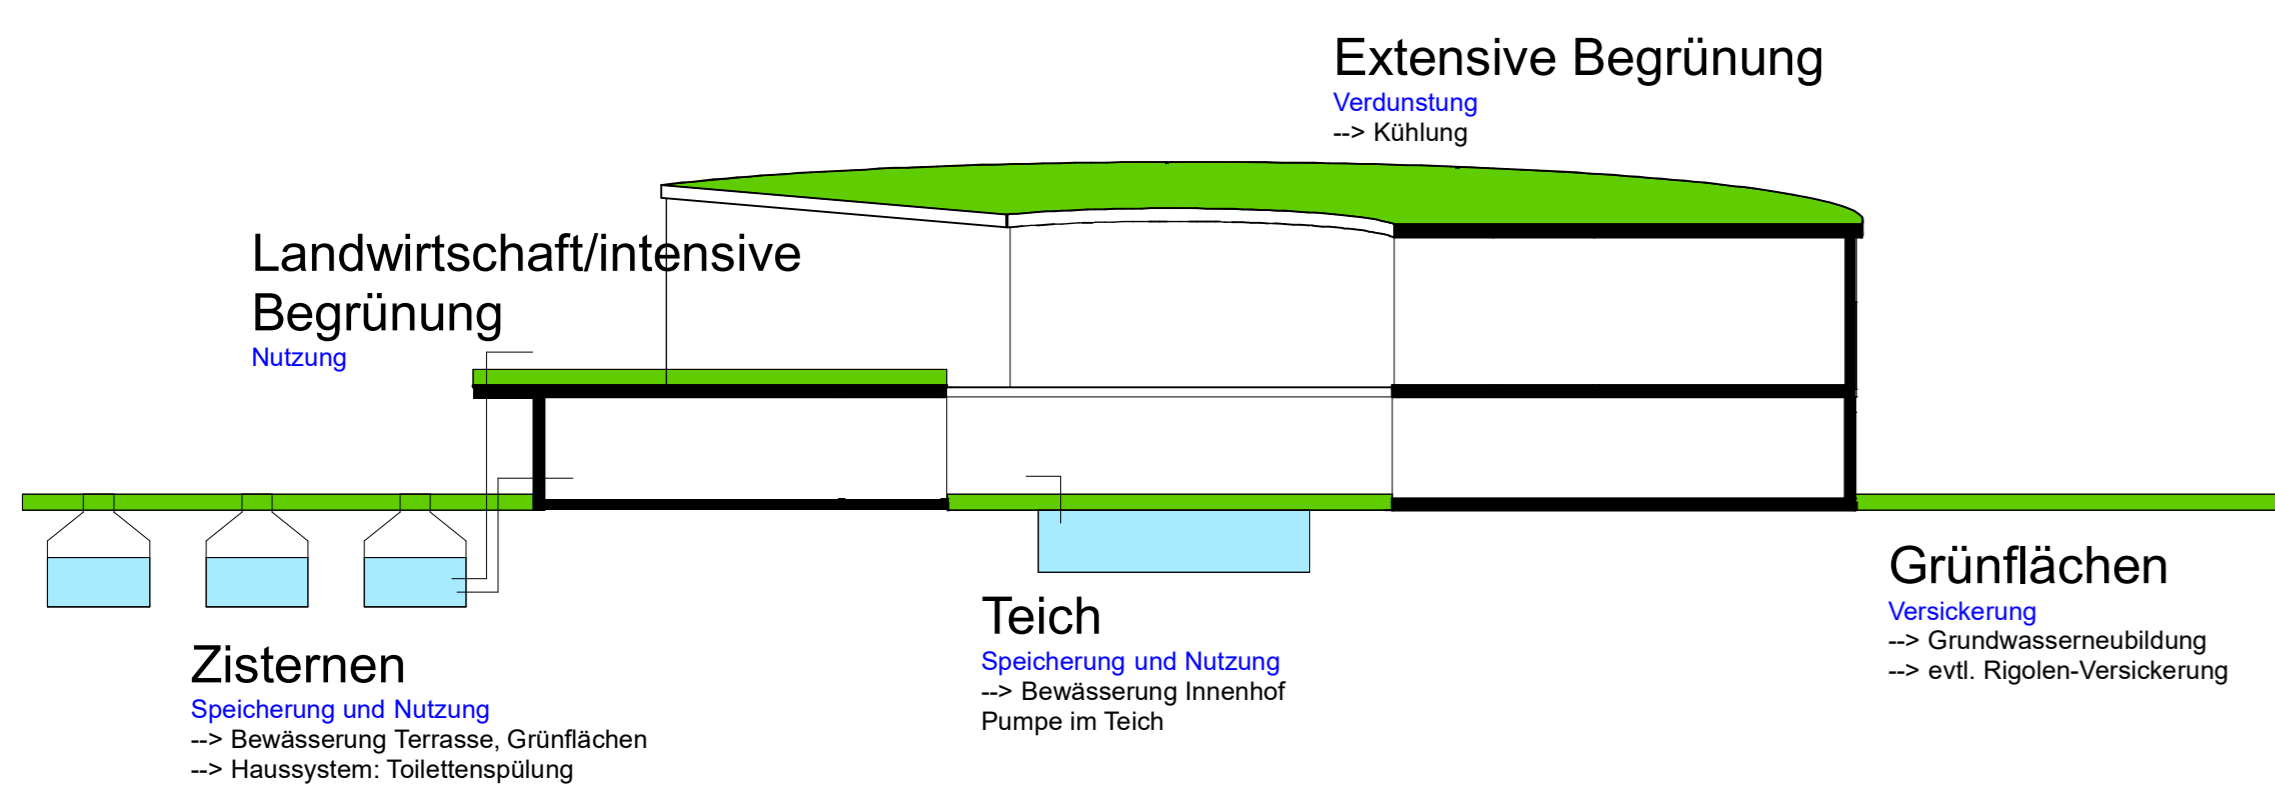 Extensive Begrünung
Verdunstung
--> Kühlung
Landwirtschaft/intensive
Begrünung
Nutzung
Grünflächen
Versickerung
--> Grundwasserneubildung
--> evtl. Rigolen-Versickerung
Teich
Speicherung und Nutzung
--> Bewässerung Innenhof
Pumpe im Teich
Zisternen
Speicherung und Nutzung
--> Bewässerung Terrasse, Grünflächen
--> Haussystem: Toilettenspülung